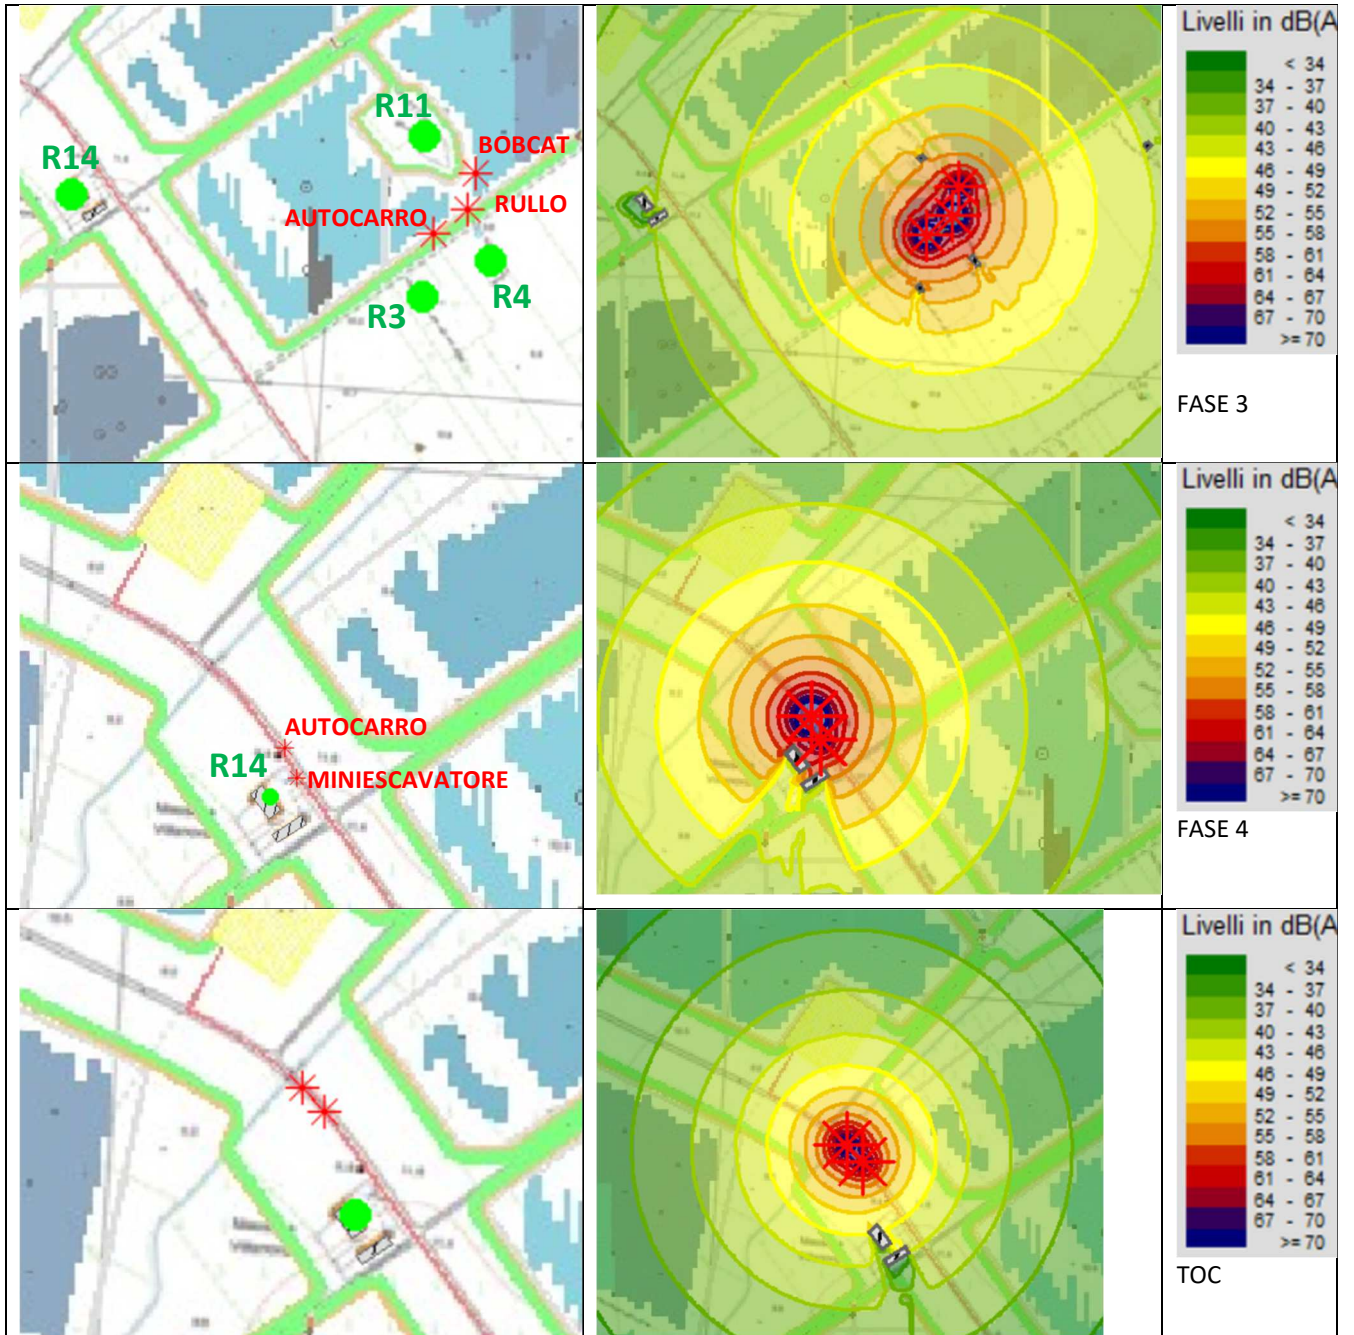 R11
R14
BOBCAT
RULLO
AUTOCARRO
R4
R3
Livelli in dB(A
< 34
34 - 37
37 - 40
40 - 43
43 - 46
46 - 49
49 - 52
52 - 55
55 - 58
58 - 61
61 - 64
64 - 67
67 - 70
>= 70
FASE 3
AUTOCARRO
R14
MINIESCAVATORE
Livelli in dB(A
< 34
34 - 37
37 - 40
40 - 43
43 - 46
46 - 49
49 - 52
52 - 55
55 - 58
58 - 61
61 - 64
64 - 67
67 - 70
>= 70
FASE 4
Livelli in dB(A
< 34
34 - 37
37 - 40
40 - 43
43 - 46
46 - 49
49 - 52
52 - 55
55 - 58
58 - 61
61 - 64
64 - 67
67 - 70
>= 70
TOC